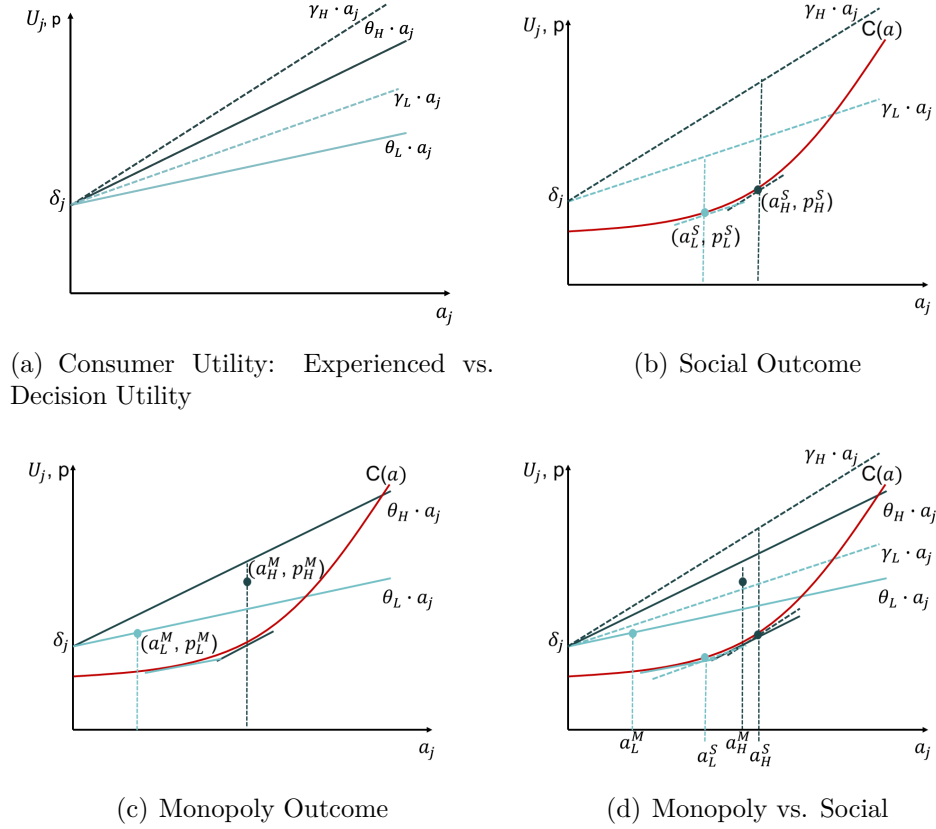 U_j, p
γ_H · a_j
θ_H · a_j
γ_L · a_j
θ_L · a_j
δ_j
a_j
(a) Consumer Utility: Experienced vs.
Decision Utility
U_j, p
γ_H · a_j
C(a)
γ_L · a_j
δ_j
(a_H^S, p_H^S)
(a_L^S, p_L^S)
a_j
(b) Social Outcome
U_j, p
C(a)
θ_H · a_j
(a_H^M, p_H^M)
θ_L · a_j
δ_j
(a_L^M, p_L^M)
a_j
(c) Monopoly Outcome
U_j, p
γ_H · a_j
C(a)
θ_H · a_j
γ_L · a_j
θ_L · a_j
δ_j
a_L^M
a_L^S
a_H^M
a_H^S
a_j
(d) Monopoly vs. Social